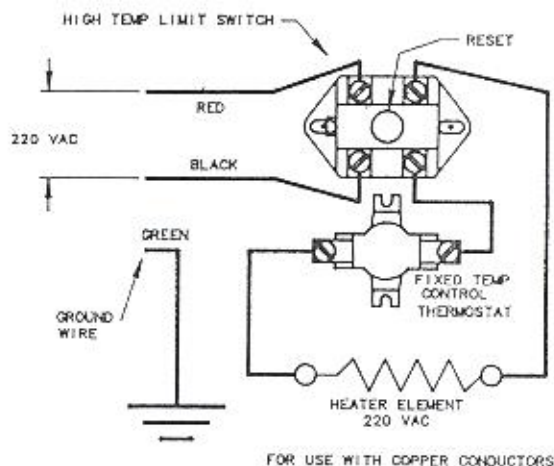 HIGH TEMP LIMIT SWITCH
RESET
RED
220 VAC
BLACK
GREEN
GROUND
WIRE
FIXED TEMP
CONTROL
THERMOSTAT
HEATER ELEMENT
220 VAC
FOR USE WITH COPPER CONDUCTORS